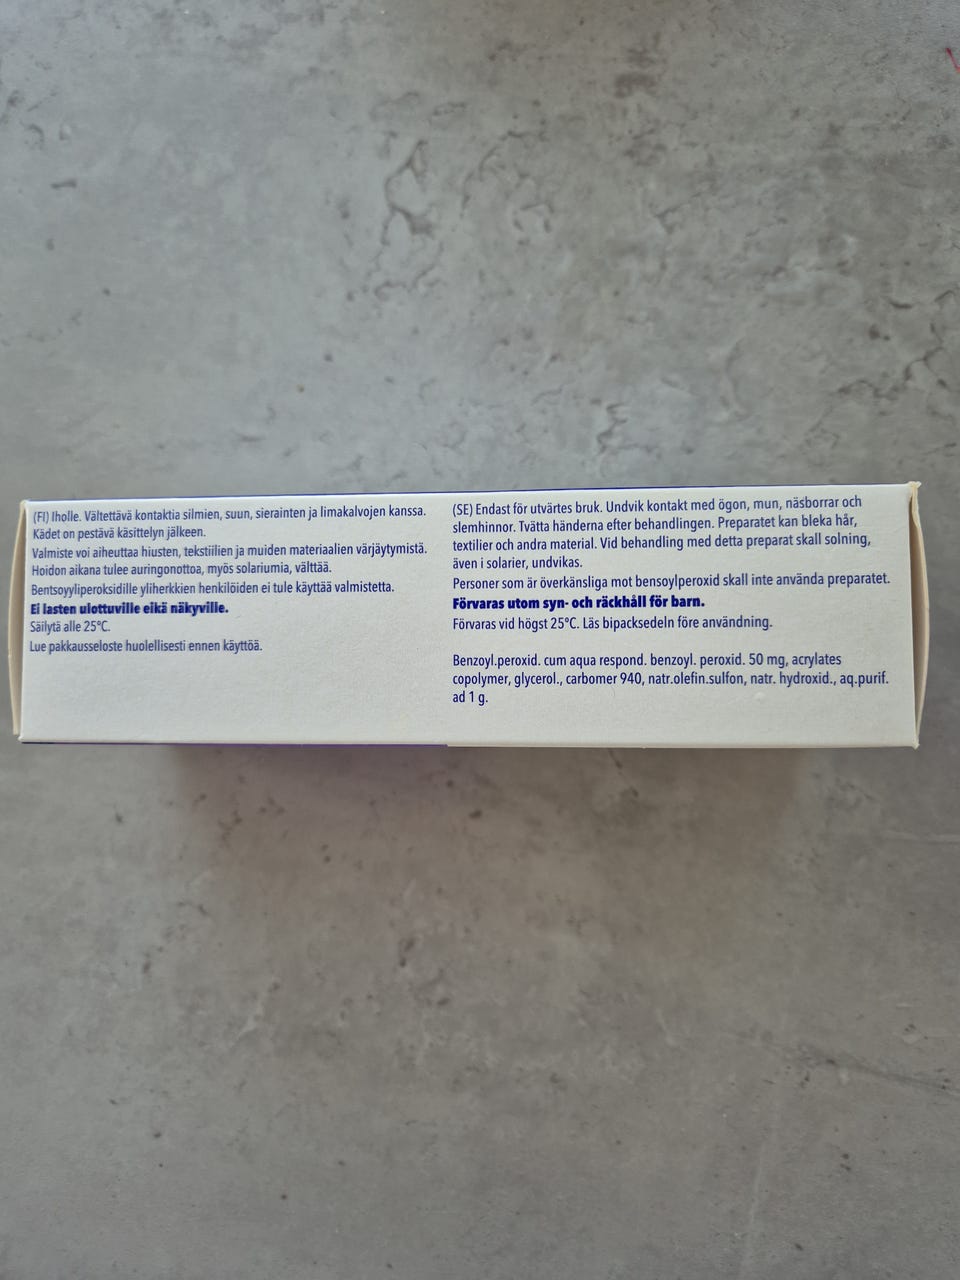 (FI) Iholle. Vältettävä kontaktia silmien, suun, sierainten ja limakalvojen kanssa.
Kädet on pestävä käsittelyn jälkeen.
Valmiste voi aiheuttaa hiusten, tekstiilien ja muiden materiaalien värjäytymistä.
Hoidon aikana tulee auringonottoa, myös solariumia, välttää.
Bentsoyyliperoksidille yliherkkien henkilöiden ei tule käyttää valmistetta.
Ei lasten ulottuville eikä näkyville.
Säilytä alle 25°C.
Lue pakkausseloste huolellisesti ennen käyttöä.
(SE) Endast för utvärtes bruk. Undvik kontakt med ögon, mun, näsborrar och
slemhinnor. Tvätta händerna efter behandlingen. Preparatet kan bleka hår,
textilier och andra material. Vid behandling med detta preparat skall solning,
även i solarier, undvikas.
Personer som är överkänsliga mot bensoylperoxid skall inte använda preparatet.
Förvaras utom syn- och räckhåll för barn.
Förvaras vid högst 25°C. Läs bipacksedeln före användning.
Benzoyl.peroxid. cum aqua respond. benzoyl. peroxid. 50 mg, acrylates
copolymer, glycerol., carbomer 940, natr.olefin.sulfon, natr. hydroxid., aq.purif.
ad 1 g.